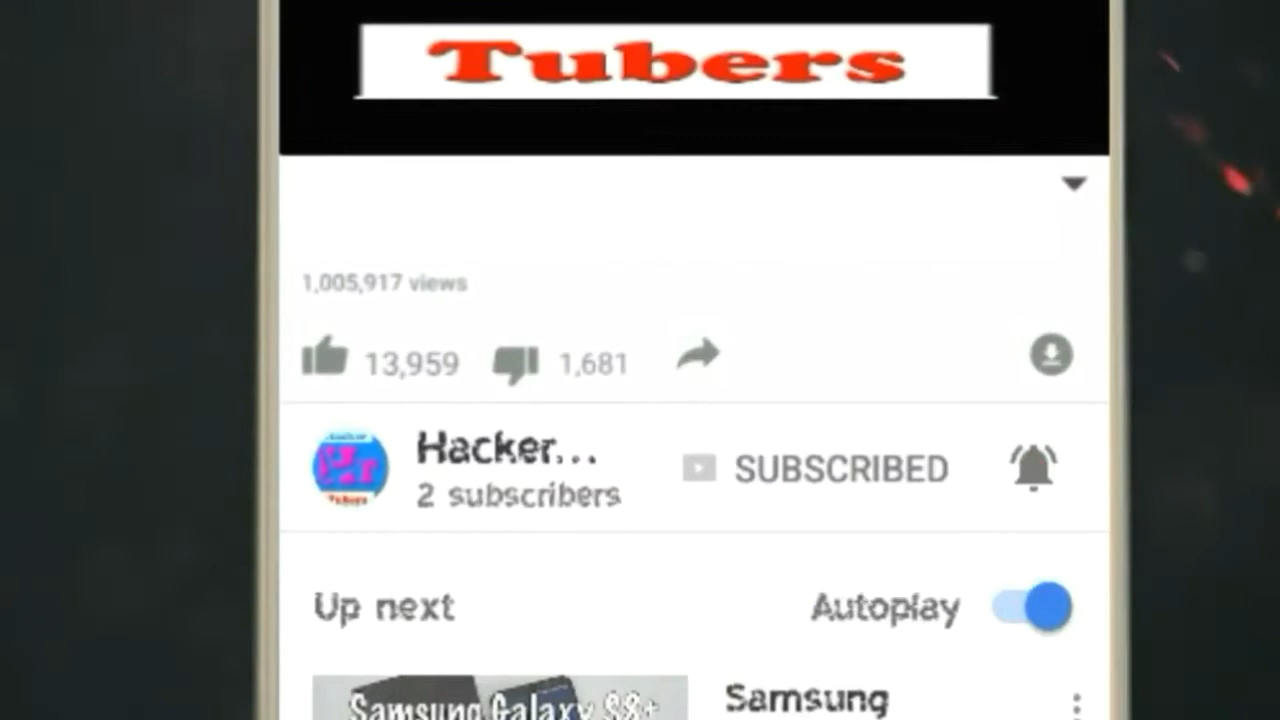 Tubers
1,005,917 views
13,959 1,681
Hacker... SUBSCRIBED
2 subscribers
Tubers
Up next Autoplay
Samsung Galaxy S8+ Samsung